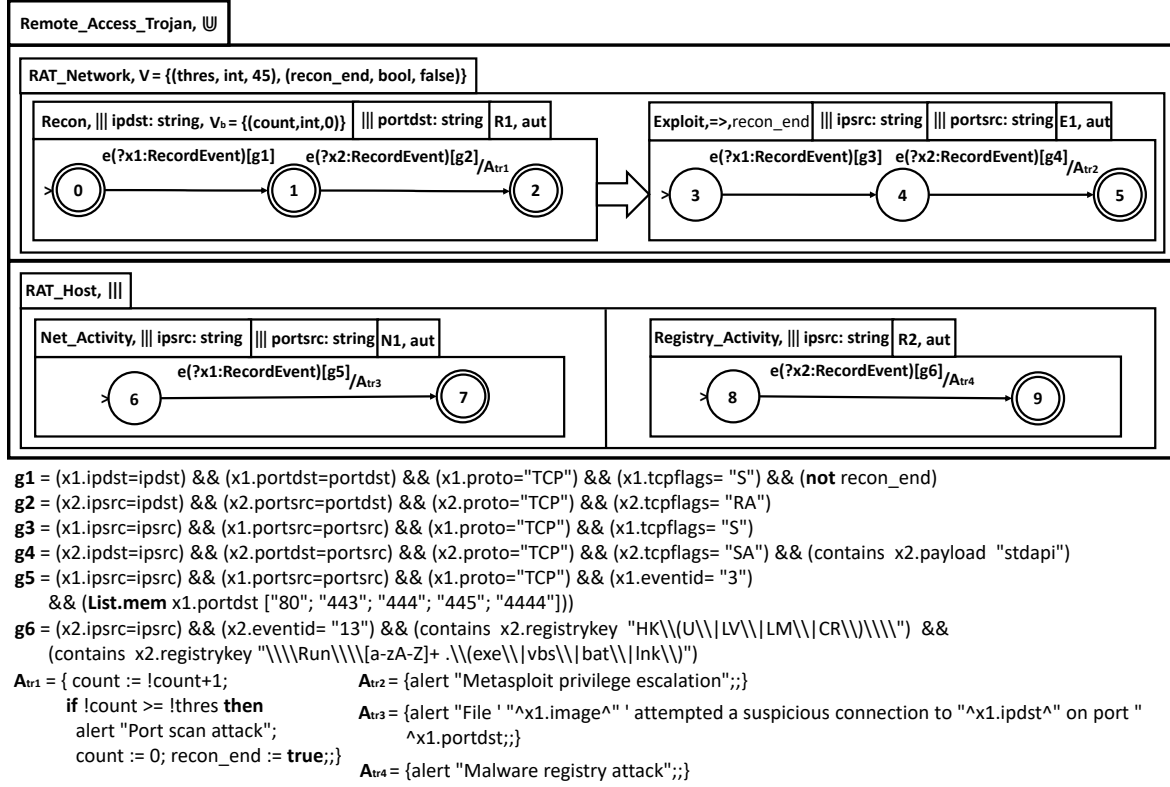 Remote_Access_Trojan, ⋓
RAT_Network, V = {(thres, int, 45), (recon_end, bool, false)}
Recon, ||| ipdst: string, Vb = {(count,int,0)} ||| portdst: string R1, aut
e(?x1:RecordEvent)[g1] e(?x2:RecordEvent)[g2]/Atr1
> 0 1 2
Exploit,=>,recon_end ||| ipsrc: string ||| portsrc: string E1, aut
e(?x1:RecordEvent)[g3] e(?x2:RecordEvent)[g4]/Atr2
> 3 4 5
RAT_Host, |||
Net_Activity, ||| ipsrc: string ||| portsrc: string N1, aut
e(?x1:RecordEvent)[g5]/Atr3
> 6 7
Registry_Activity, ||| ipsrc: string R2, aut
e(?x2:RecordEvent)[g6]/Atr4
> 8 9
g1 = (x1.ipdst=ipdst) && (x1.portdst=portdst) && (x1.proto="TCP") && (x1.tcpflags= "S") && (not recon_end)
g2 = (x2.ipsrc=ipdst) && (x2.portsrc=portdst) && (x2.proto="TCP") && (x2.tcpflags= "RA")
g3 = (x1.ipsrc=ipsrc) && (x1.portsrc=portsrc) && (x1.proto="TCP") && (x1.tcpflags= "S")
g4 = (x2.ipdst=ipsrc) && (x2.portdst=portsrc) && (x2.proto="TCP") && (x2.tcpflags= "SA") && (contains x2.payload "stdapi")
g5 = (x1.ipsrc=ipsrc) && (x1.portsrc=portsrc) && (x1.proto="TCP") && (x1.eventid= "3")
&& (List.mem x1.portdst ["80"; "443"; "444"; "445"; "4444"]))
g6 = (x2.ipsrc=ipsrc) && (x2.eventid= "13") && (contains x2.registrykey "HK\\(U\\|LV\\|LM\\|CR\\)\\\\") &&
(contains x2.registrykey "\\\\Run\\\\[a-zA-Z]+ .\\(exe\\|vbs\\|bat\\|lnk\\)")
Atr1 = { count := !count+1;
if !count >= !thres then
alert "Port scan attack";
count := 0; recon_end := true;;}
Atr2 = {alert "Metasploit privilege escalation";;}
Atr3 = {alert "File ' "^x1.image^" ' attempted a suspicious connection to "^x1.ipdst^" on port "
^x1.portdst;;}
Atr4 = {alert "Malware registry attack";;}